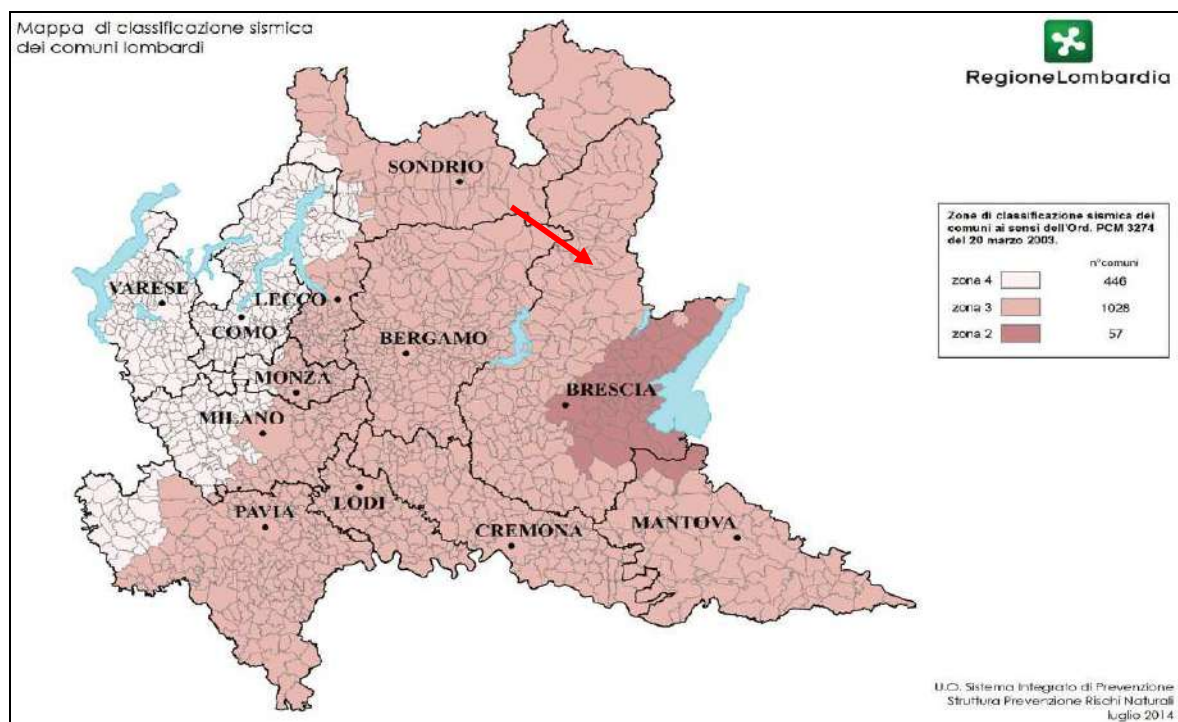 Mappa di classificazione sismica
dei comuni lombardi
RegioneLombardia
SONDRIO
VARESE
LECCO
COMO
BERGAMO
MONZA
BRESCIA
MILANO
PAVIA
LODI
CREMONA
MANTOVA
Zone di classificazione sismica dei
comuni ai sensi dell'Ord. PCM 3274
del 20 marzo 2003.
n°comuni
zona 4 446
zona 3 1028
zona 2 57
U.O. Sistema Integrato di Prevenzione
Struttura Prevenzione Rischi Naturali
luglio 2014